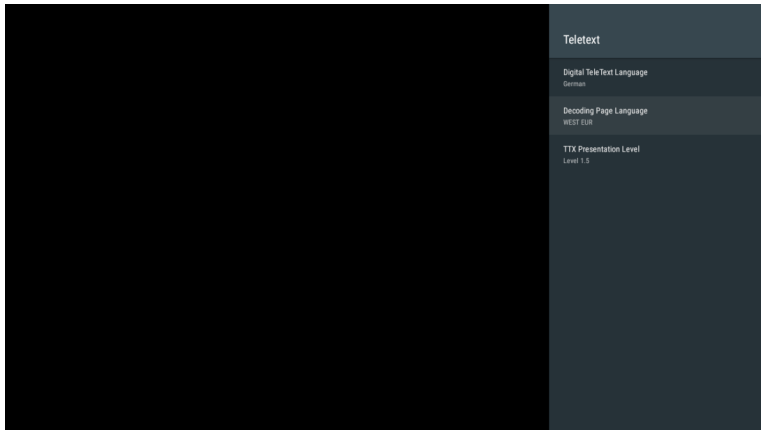 Teletext
Digital TeleText Language
German
Decoding Page Language
WEST EUR
TTX Presentation Level
Level 1.5